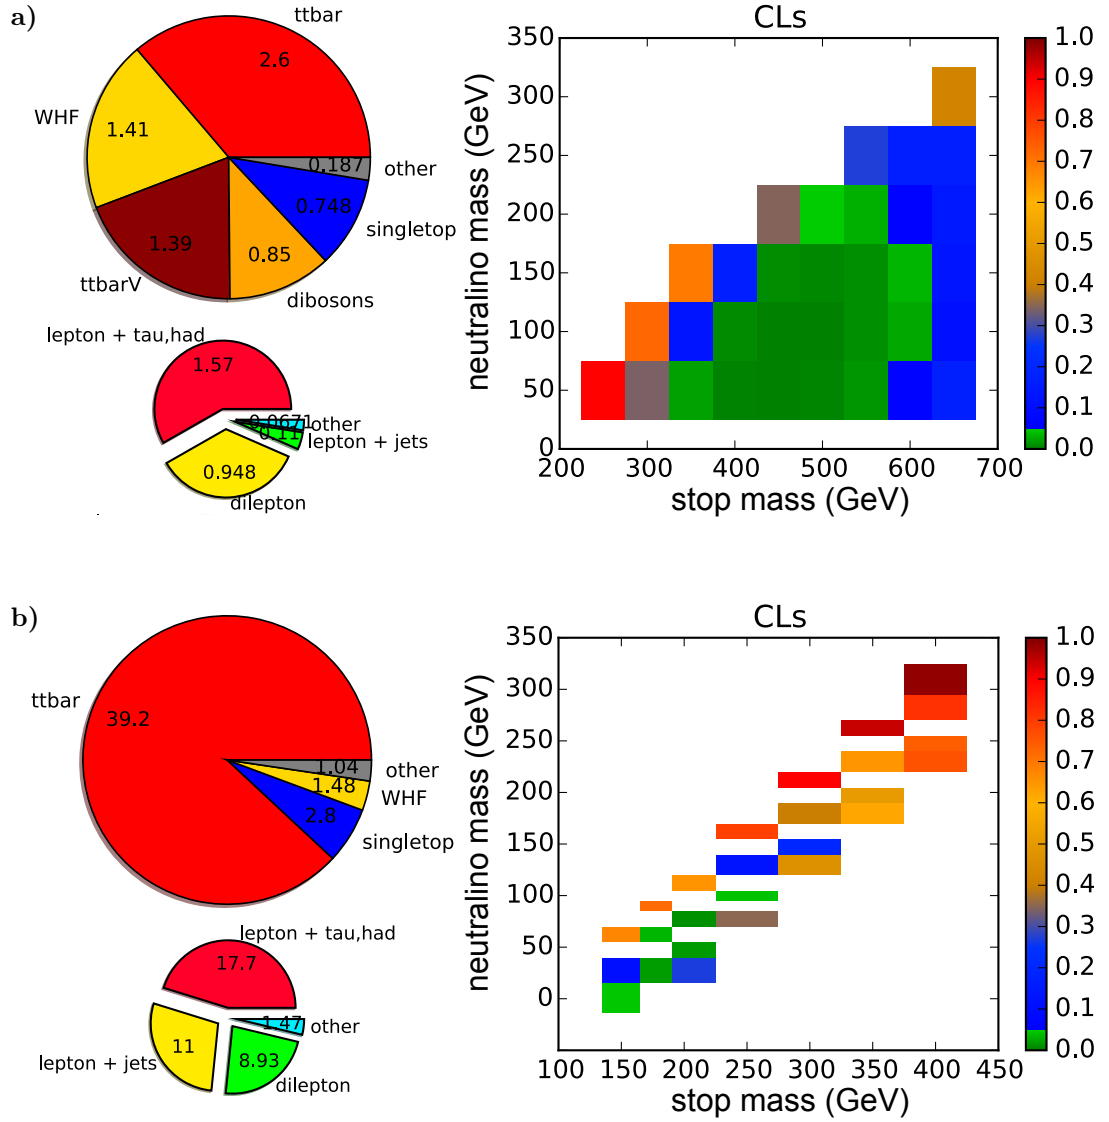 a)
ttbar
2.6
WHF
1.41
0.187
other
0.748
singletop
1.39
0.85
ttbarV
dibosons
lepton + tau,had
1.57
0.0671
other
0.11
lepton + jets
0.948
dilepton
CLs
neutralino mass (GeV)
350
300
250
200
150
100
50
0
200 300 400 500 600 700
stop mass (GeV)
1.0
0.9
0.8
0.7
0.6
0.5
0.4
0.3
0.2
0.1
0.0
b)
ttbar
39.2
1.04
other
1.48
WHF
2.8
singletop
lepton + tau,had
17.7
1.47
other
lepton + jets
11
8.93
dilepton
CLs
neutralino mass (GeV)
350
300
250
200
150
100
50
0
100 150 200 250 300 350 400 450
stop mass (GeV)
1.0
0.9
0.8
0.7
0.6
0.5
0.4
0.3
0.2
0.1
0.0